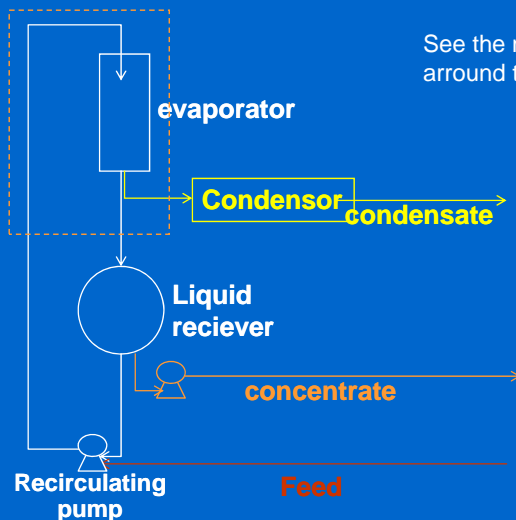 See the
arround
evaporator
Condensor
condensate
Liquid
reciever
concentrate
Recirculating
pump
Feed